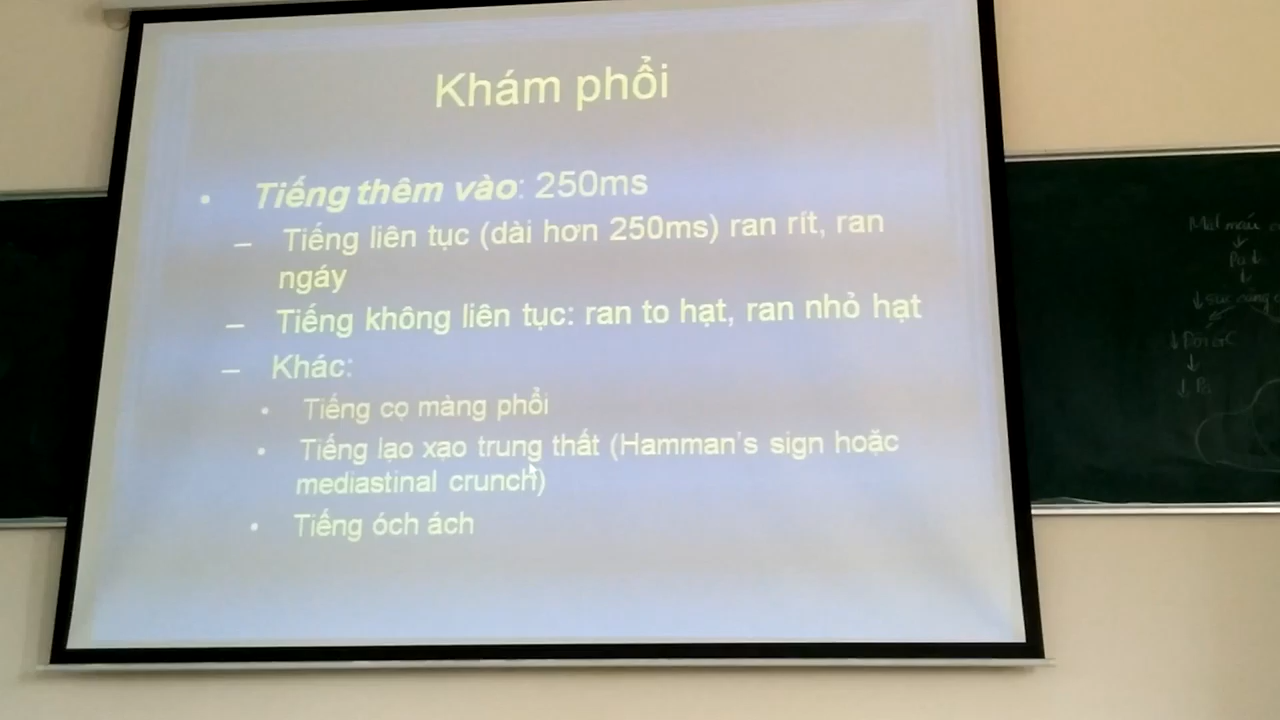 Khám phổi
• Tiếng thêm vào: 250ms
– Tiếng liên tục (dài hơn 250ms) ran rít, ran
ngáy
– Tiếng không liên tục: ran to hạt, ran nhỏ hạt
– Khác:
• Tiếng cọ màng phổi
• Tiếng lạo xạo trung thất (Hamman's sign hoặc
mediastinal crunch)
• Tiếng óch ách